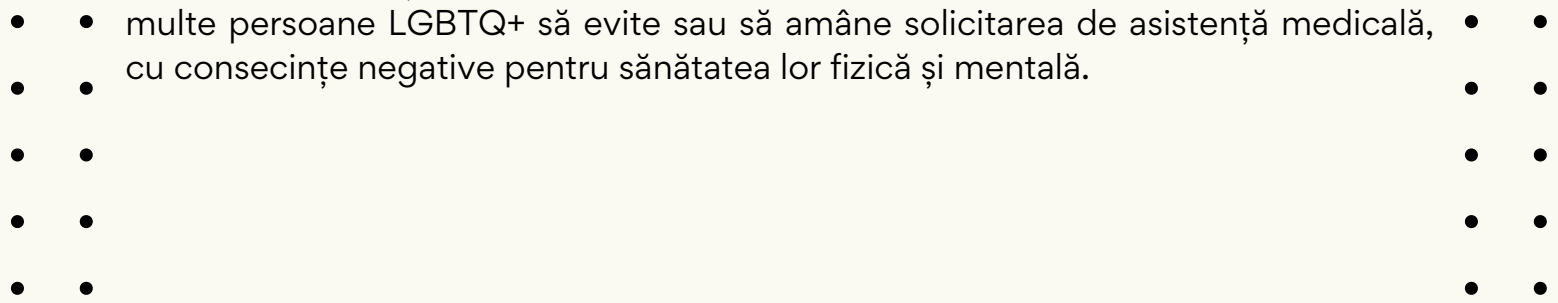 multe persoane LGBTQ+ să evite sau să amâne solicitarea de asistență medicală,
cu consecințe negative pentru sănătatea lor fizică și mentală.